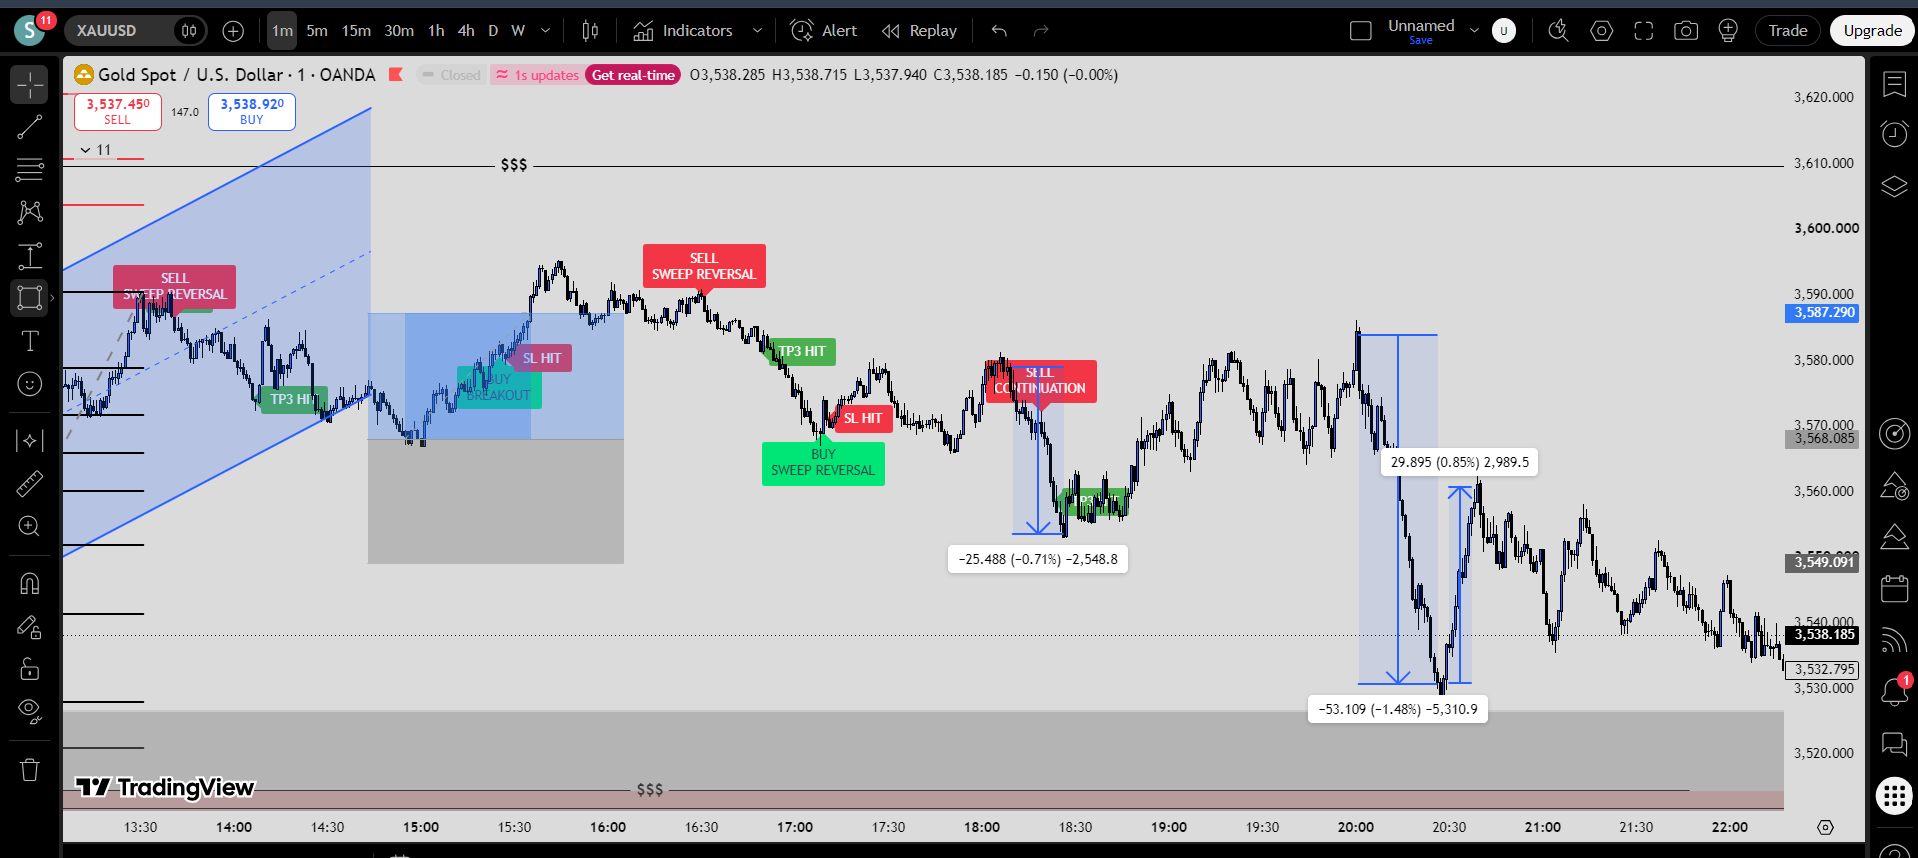 S
11
XAUUSD
1m
5m
15m
30m
1h
4h
D
W
Indicators
Alert
Replay
Unnamed
Save
U
Trade
Upgrade
Gold Spot / U.S. Dollar · 1 · OANDA
Closed
1s updates
Get real-time
O3,538.285 H3,538.715 L3,537.940 C3,538.185 −0.150 (−0.00%)
3,537.450
SELL
147.0
3,538.920
BUY
11
$$$
SELL
SWEEP REVERSAL
SELL
SWEEP REVERSAL
TP3 HIT
SL HIT
BUY
BREAKOUT
TP3 HIT
SL HIT
BUY
SWEEP REVERSAL
SELL
CONTINUATION
−25.488 (−0.71%) −2,548.8
29.895 (0.85%) 2,989.5
−53.109 (−1.48%) −5,310.9
$$$
TradingView
3,620.000
3,610.000
3,600.000
3,590.000
3,587.290
3,580.000
3,570.000
3,568.085
3,560.000
3,549.091
3,540.000
3,538.185
3,532.795
3,530.000
3,520.000
13:30
14:00
14:30
15:00
15:30
16:00
16:30
17:00
17:30
18:00
18:30
19:00
19:30
20:00
20:30
21:00
21:30
22:00
1